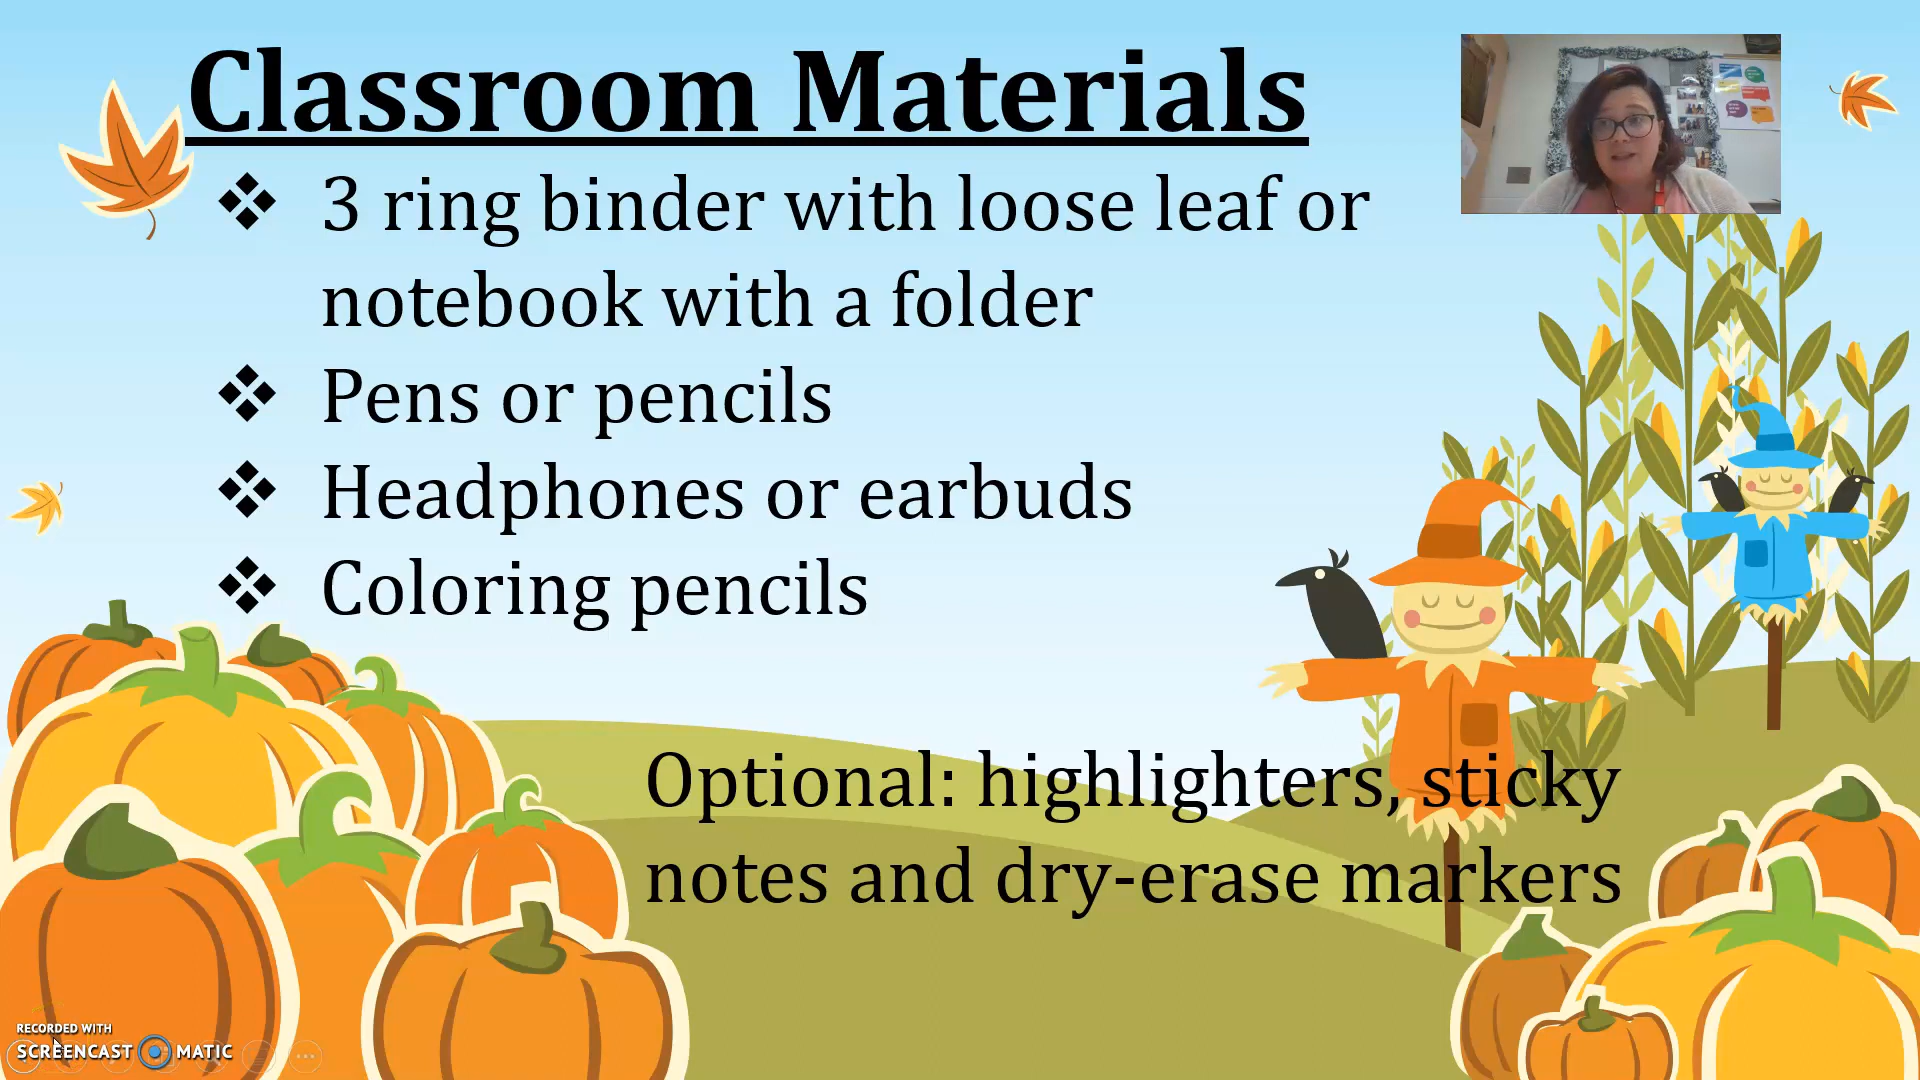 Classroom Materials
❖ 3 ring binder with loose leaf or
notebook with a folder
❖ Pens or pencils
❖ Headphones or earbuds
❖ Coloring pencils
Optional: highlighters, sticky
notes and dry-erase markers
RECORDED WITH
SCREENCAST MATIC